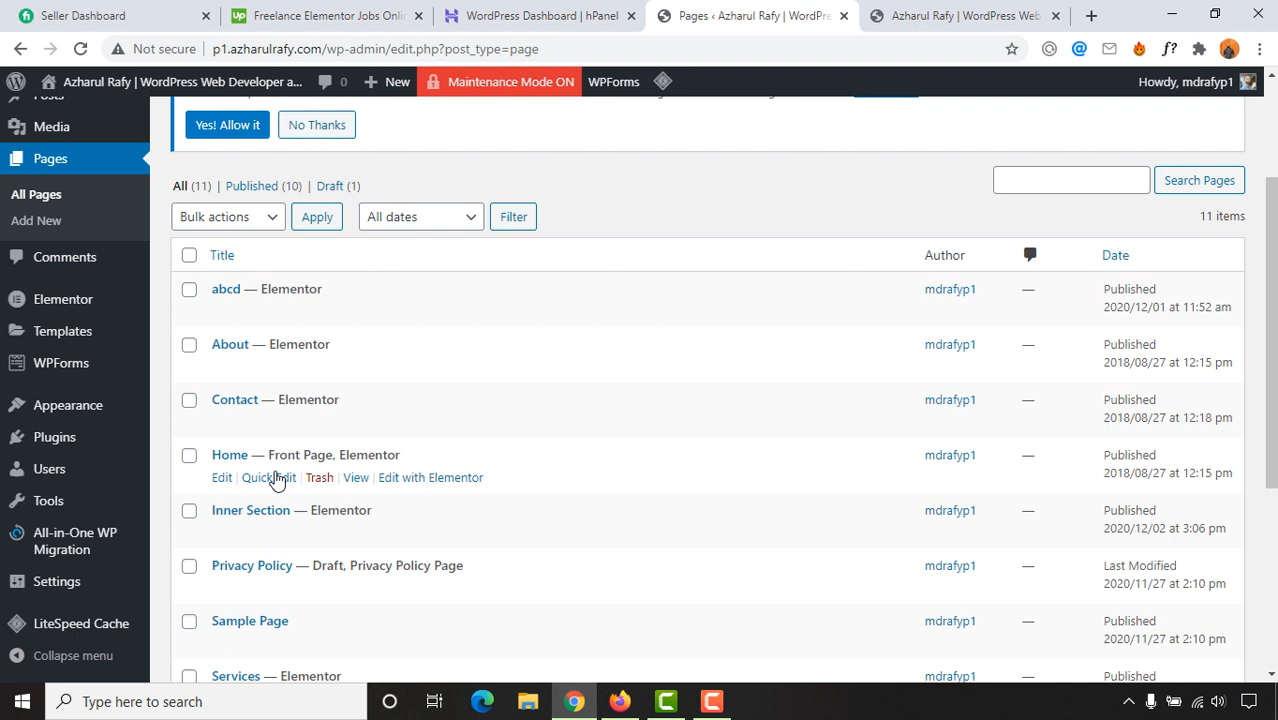 Seller Dashboard
Freelance Elementor Jobs Onli
WordPress Dashboard | hPanel
Pages ‹ Azharul Rafy | WordPre
Azharul Rafy | WordPress Web
Not secure
p1.azharulrafy.com/wp-admin/edit.php?post_type=page
Azharul Rafy | WordPress Web Developer a...
0
New
Maintenance Mode ON
WPForms
Howdy, mdrafyp1
Posts
Media
Pages
All Pages
Add New
Comments
Elementor
Templates
WPForms
Appearance
Plugins
Users
Tools
All-in-One WP
Migration
Settings
LiteSpeed Cache
Collapse menu
Yes! Allow it
No Thanks
All (11) | Published (10) | Draft (1)
Search Pages
Bulk actions
Apply
All dates
Filter
11 items
Title
Author
Date
abcd — Elementor
mdrafyp1
—
Published
2020/12/01 at 11:52 am
About — Elementor
mdrafyp1
—
Published
2018/08/27 at 12:15 pm
Contact — Elementor
mdrafyp1
—
Published
2018/08/27 at 12:18 pm
Home — Front Page, Elementor
Edit | Quick Edit | Trash | View | Edit with Elementor
mdrafyp1
—
Published
2018/08/27 at 12:15 pm
Inner Section — Elementor
mdrafyp1
—
Published
2020/12/02 at 3:06 pm
Privacy Policy — Draft, Privacy Policy Page
mdrafyp1
—
Last Modified
2020/11/27 at 2:10 pm
Sample Page
mdrafyp1
—
Published
2020/11/27 at 2:10 pm
Services — Elementor
mdrafyp1
—
Published
Type here to search